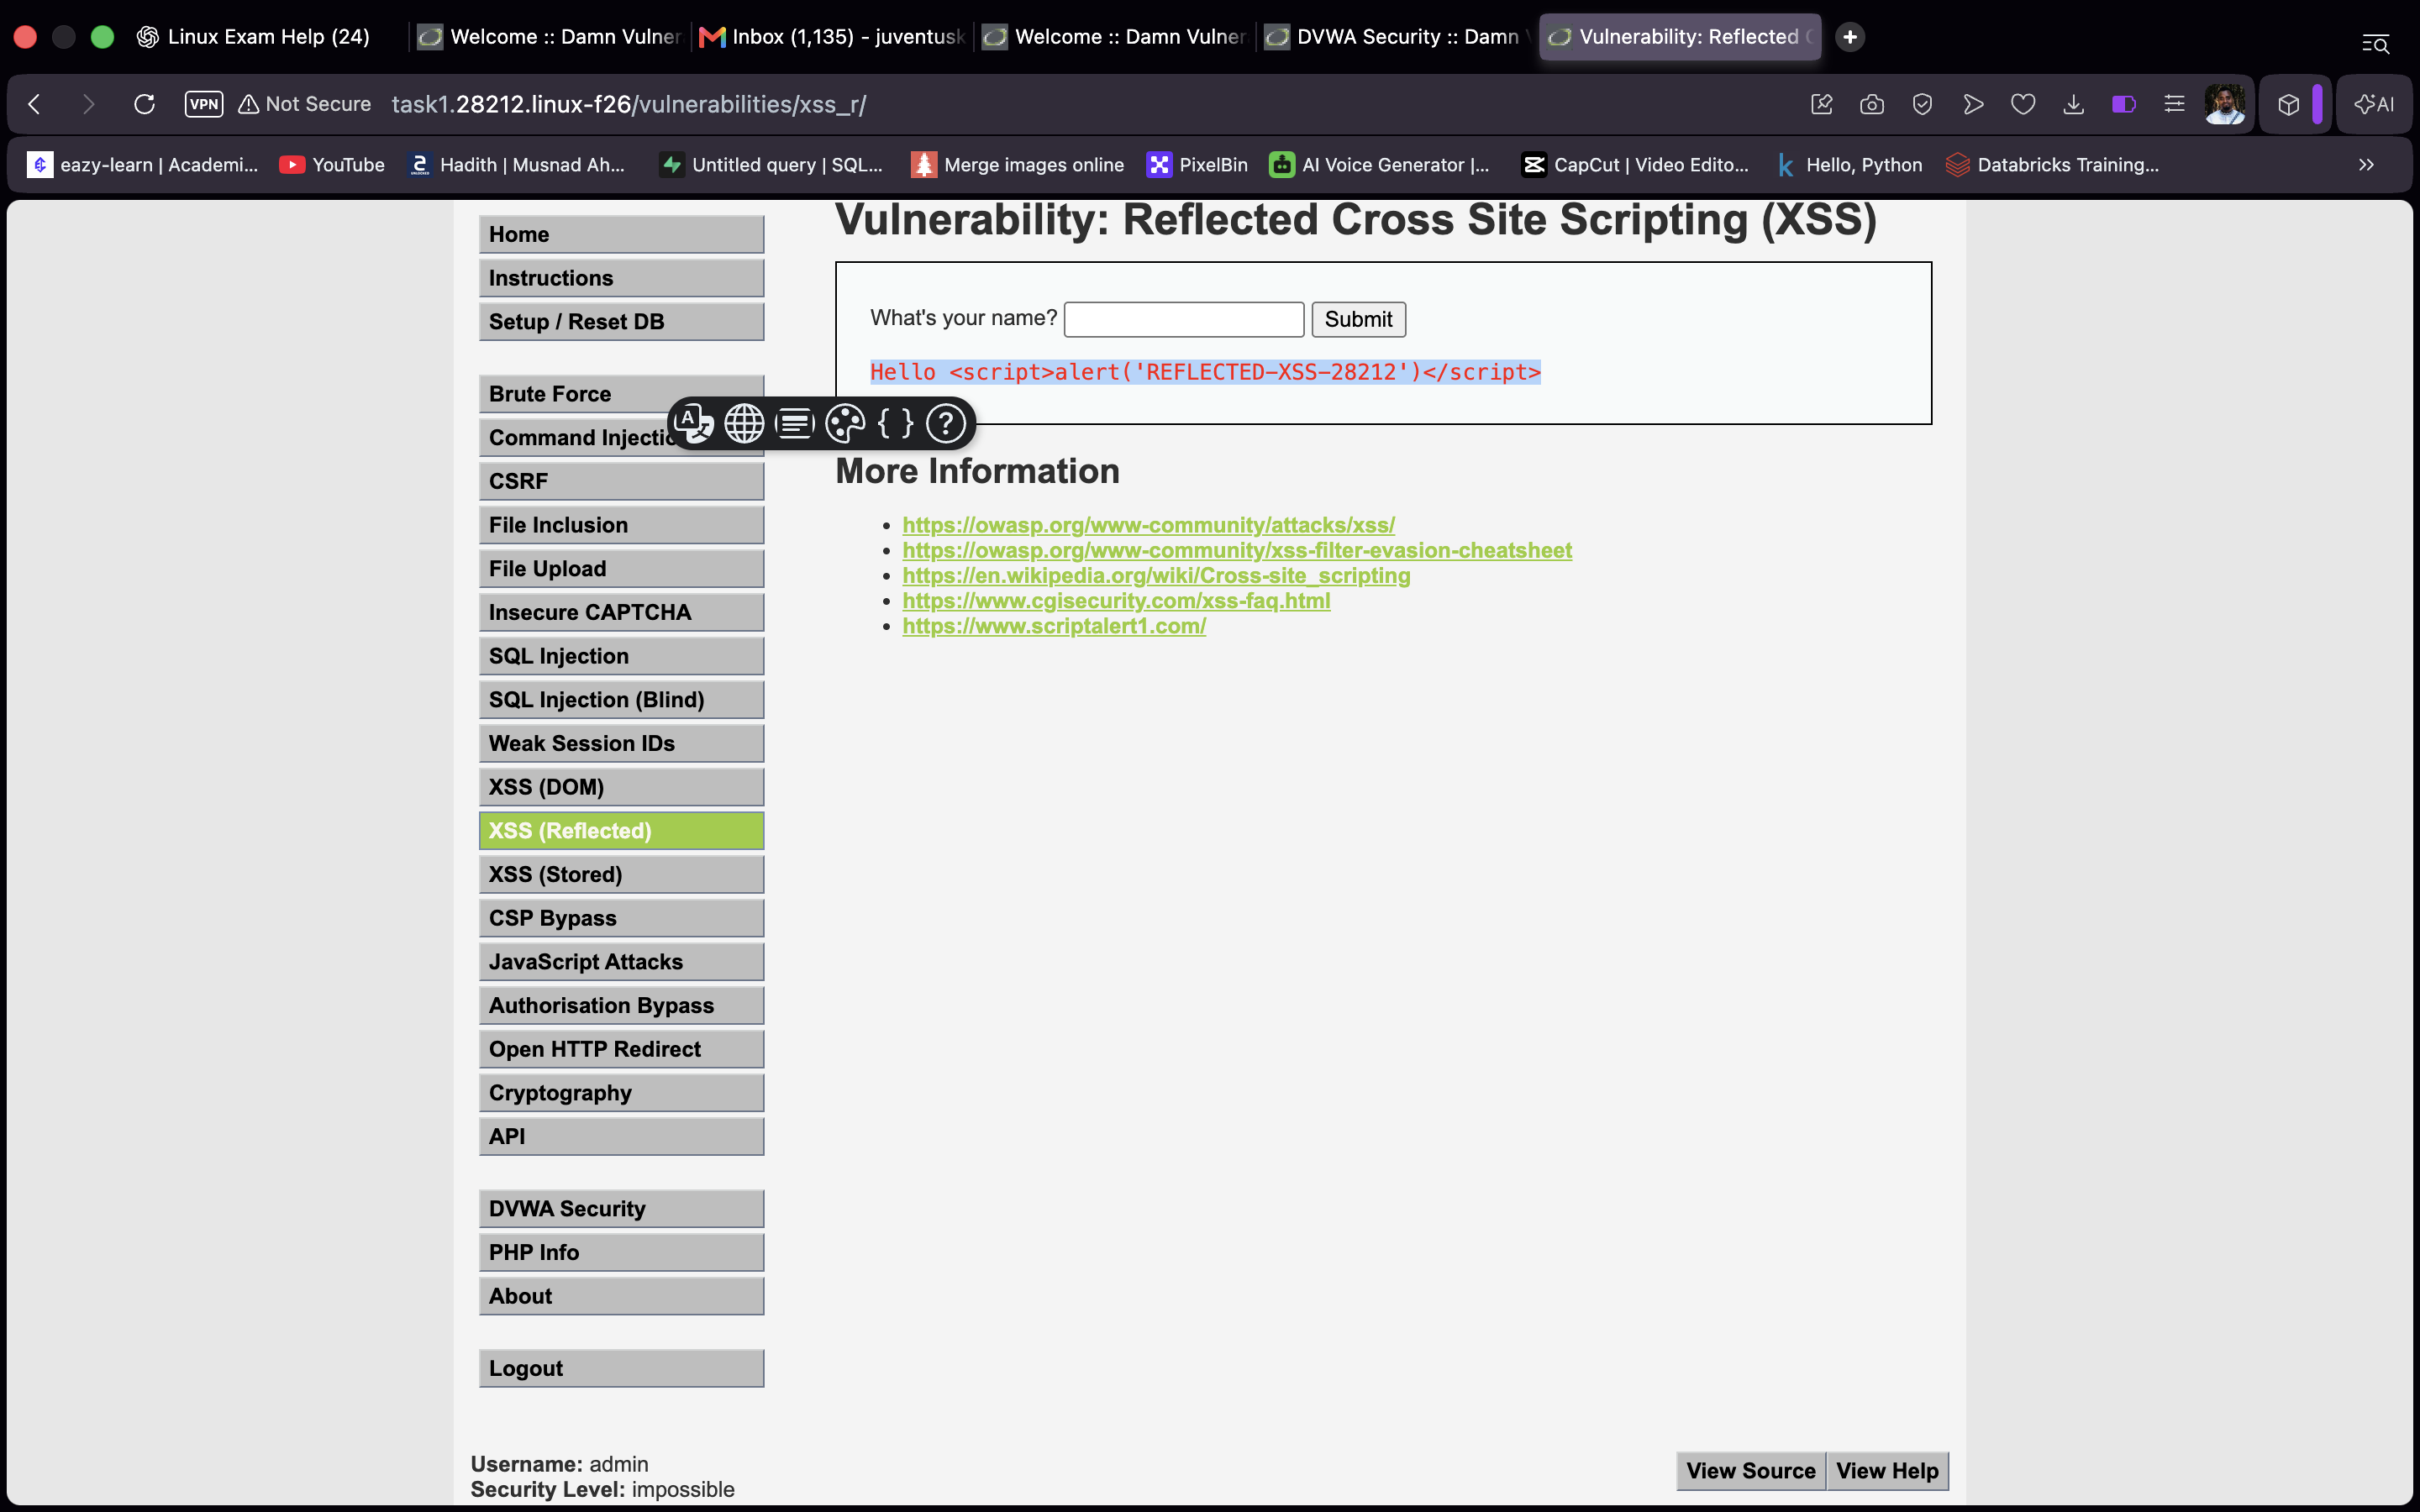 Linux Exam Help (24)
Welcome :: Damn Vulner
Inbox (1,135) - juventusk
Welcome :: Damn Vulner
DVWA Security :: Damn
Vulnerability: Reflected
VPN
Not Secure
task1.28212.linux-f26/vulnerabilities/xss_r/
AI
eazy-learn | Academi...
YouTube
Hadith | Musnad Ah...
Untitled query | SQL...
Merge images online
PixelBin
AI Voice Generator |...
CapCut | Video Edito...
Hello, Python
Databricks Training...
Home
Instructions
Setup / Reset DB
Brute Force
Command Injectio
CSRF
File Inclusion
File Upload
Insecure CAPTCHA
SQL Injection
SQL Injection (Blind)
Weak Session IDs
XSS (DOM)
XSS (Reflected)
XSS (Stored)
CSP Bypass
JavaScript Attacks
Authorisation Bypass
Open HTTP Redirect
Cryptography
API
DVWA Security
PHP Info
About
Logout
Vulnerability: Reflected Cross Site Scripting (XSS)
What's your name?
Submit
Hello <script>alert('REFLECTED-XSS-28212')</script>
More Information
https://owasp.org/www-community/attacks/xss/
https://owasp.org/www-community/xss-filter-evasion-cheatsheet
https://en.wikipedia.org/wiki/Cross-site_scripting
https://www.cgisecurity.com/xss-faq.html
https://www.scriptalert1.com/
Username: admin
Security Level: impossible
View Source
View Help